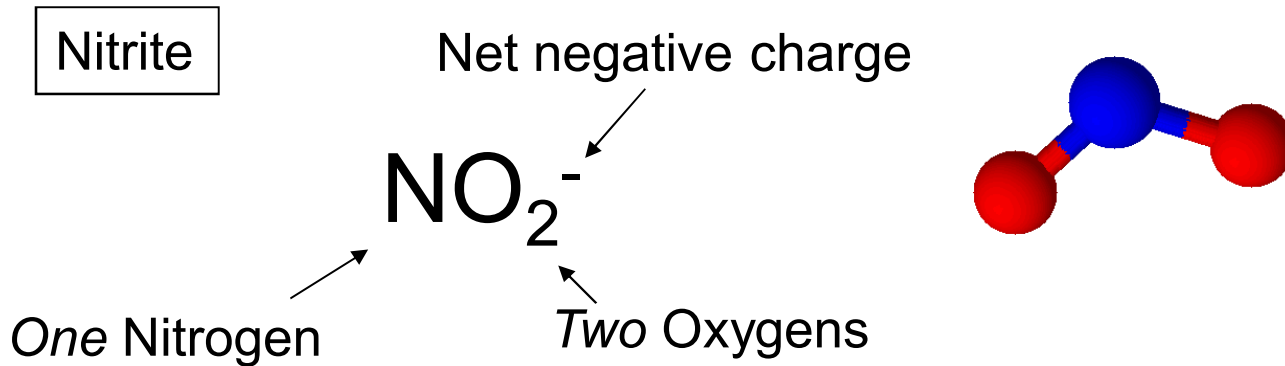 Nitrite
Net negative charge
NO₂⁻
One Nitrogen
Two Oxygens